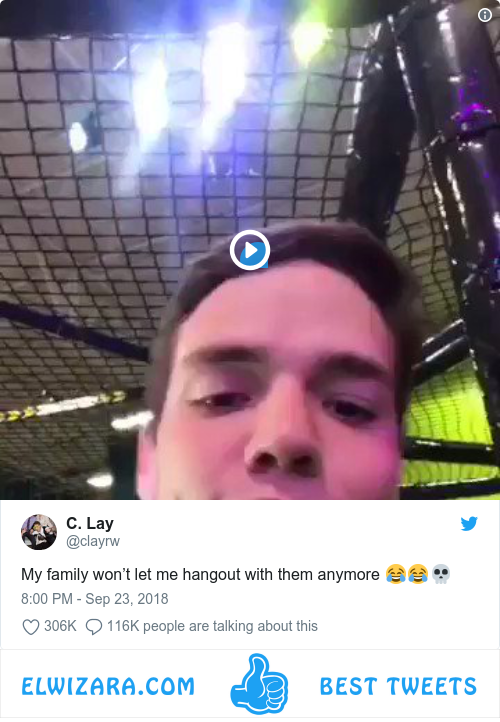 C. Lay
@clayrw
My family won’t let me hangout with them anymore 😂😂💀
8:00 PM - Sep 23, 2018
306K 116K people are talking about this
ELWIZARA.COM BEST TWEETS